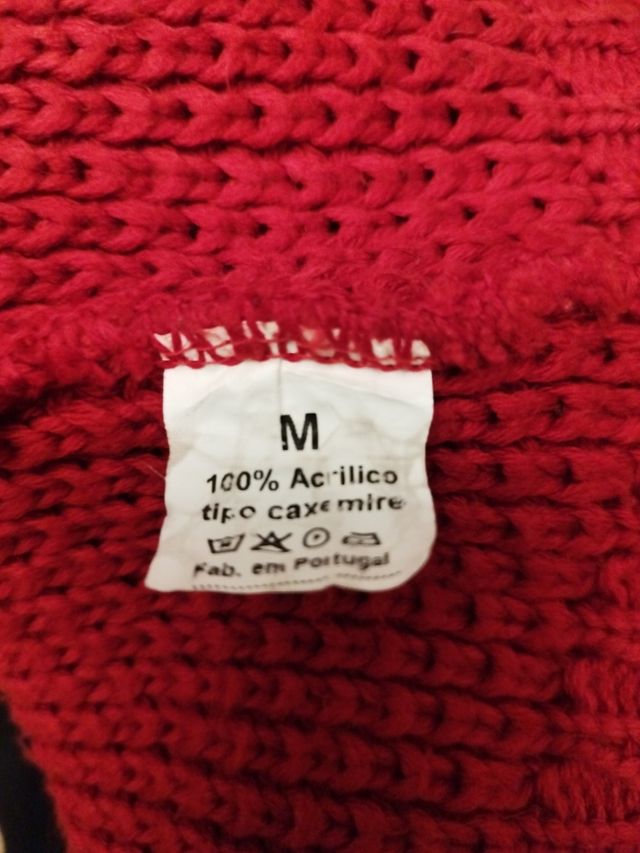 M
100% Acrilico
tipo caxemire
Fab. em Portugal